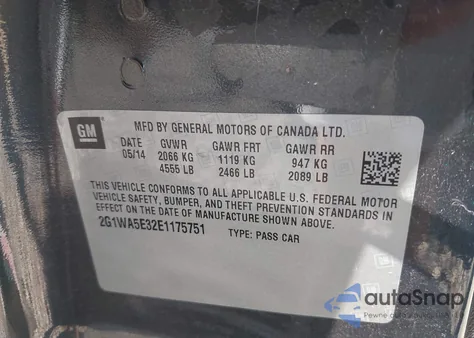 GM
MFD BY GENERAL MOTORS OF CANADA LTD.
DATE GVWR GAWR FRT GAWR RR
05/14 2066 KG 1119 KG 947 KG
4555 LB 2466 LB 2089 LB
THIS VEHICLE CONFORMS TO ALL APPLICABLE U.S. FEDERAL MOTOR
VEHICLE SAFETY, BUMPER, AND THEFT PREVENTION STANDARDS IN
EFFECT ON THE DATE OF MANUFACTURE SHOWN ABOVE.
2G1WA5E32E1175751 TYPE: PASS CAR
autoSnap
Pewne auto